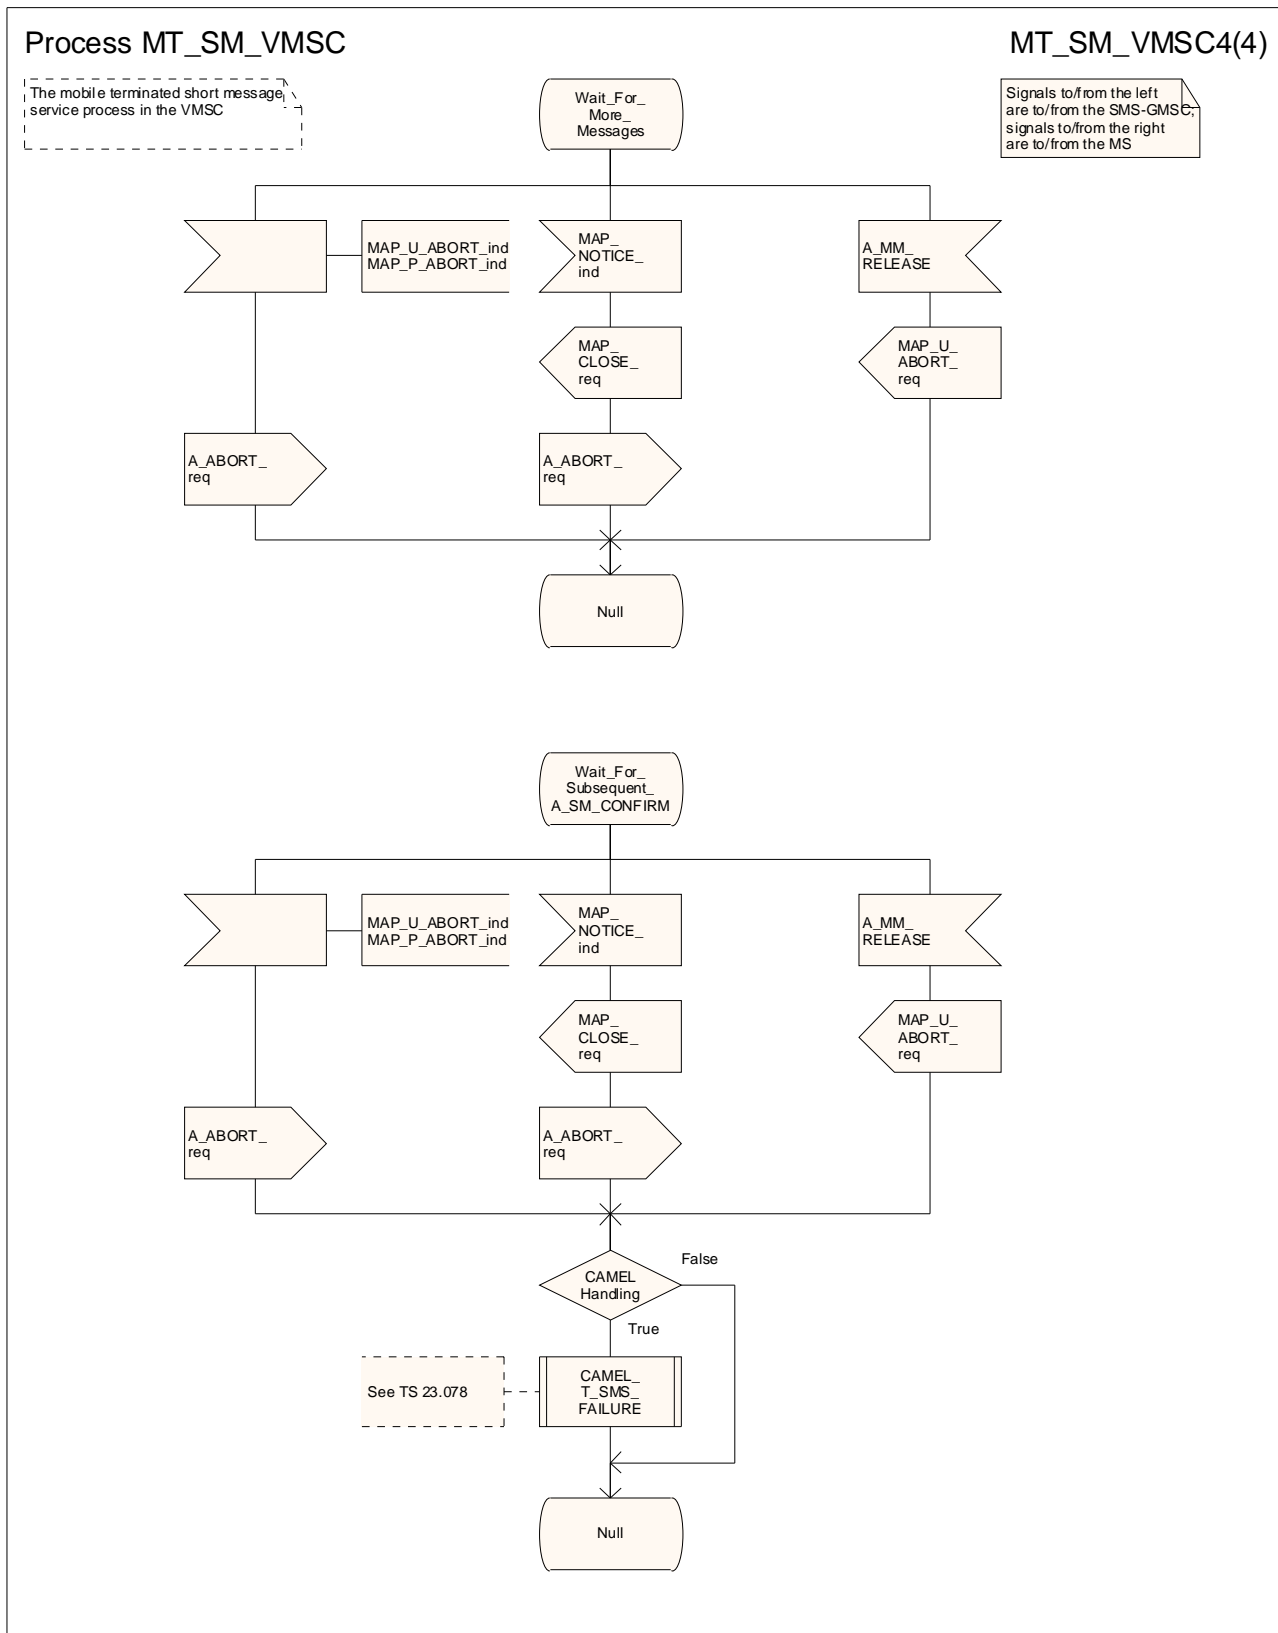 Process MT_SM_VMSC
MT_SM_VMSC4(4)
The mobile terminated short message
service process in the VMSC
Signals to/from the left
are to/from the SMS-GMSC;
signals to/from the right
are to/from the MS
Wait_For_
More_
Messages
MAP_U_ABORT_ind
MAP_P_ABORT_ind
MAP_
NOTICE_
ind
A_MM_
RELEASE
MAP_
CLOSE_
req
MAP_U_
ABORT_
req
A_ABORT_
req
A_ABORT_
req
Null
Wait_For_
Subsequent_
A_SM_CONFIRM
MAP_U_ABORT_ind
MAP_P_ABORT_ind
MAP_
NOTICE_
ind
A_MM_
RELEASE
MAP_
CLOSE_
req
MAP_U_
ABORT_
req
A_ABORT_
req
A_ABORT_
req
False
CAMEL
Handling
True
See TS 23.078
CAMEL_
T_SMS_
FAILURE
Null